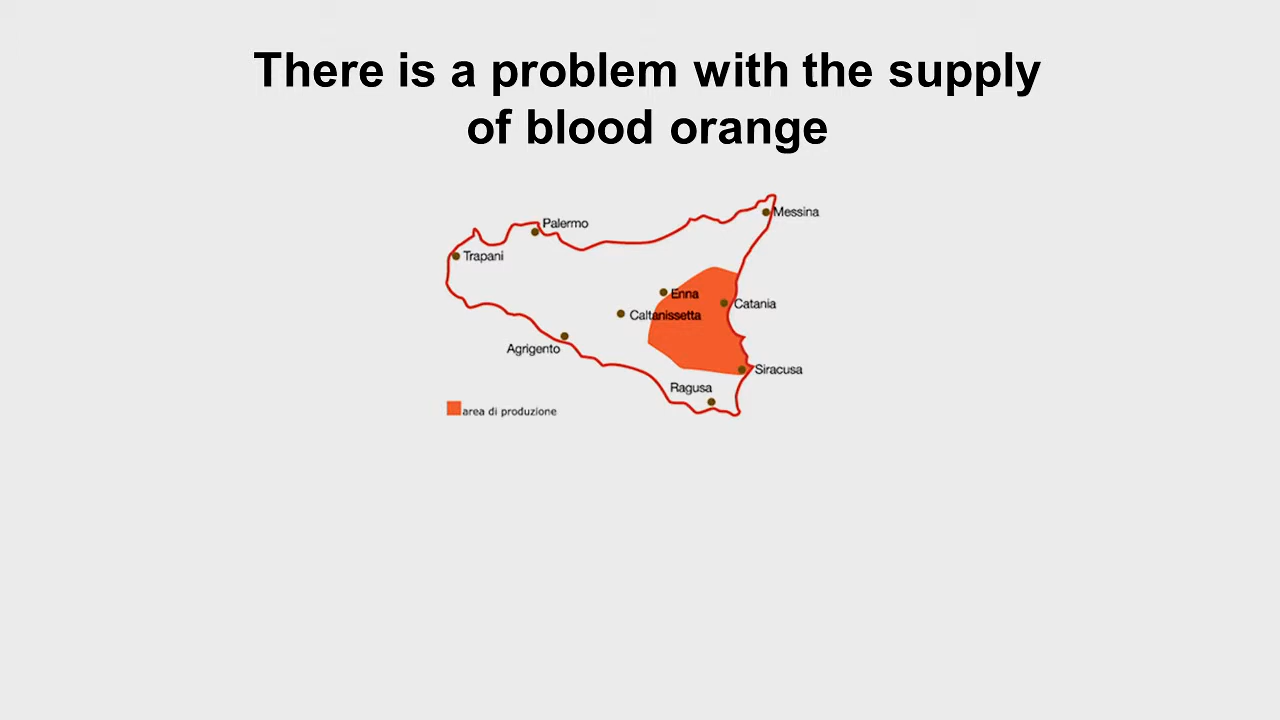 There is a problem with the supply
of blood orange
Messina
Palermo
Trapani
Enna
Catania
Caltanissetta
Agrigento
Siracusa
Ragusa
area di produzione